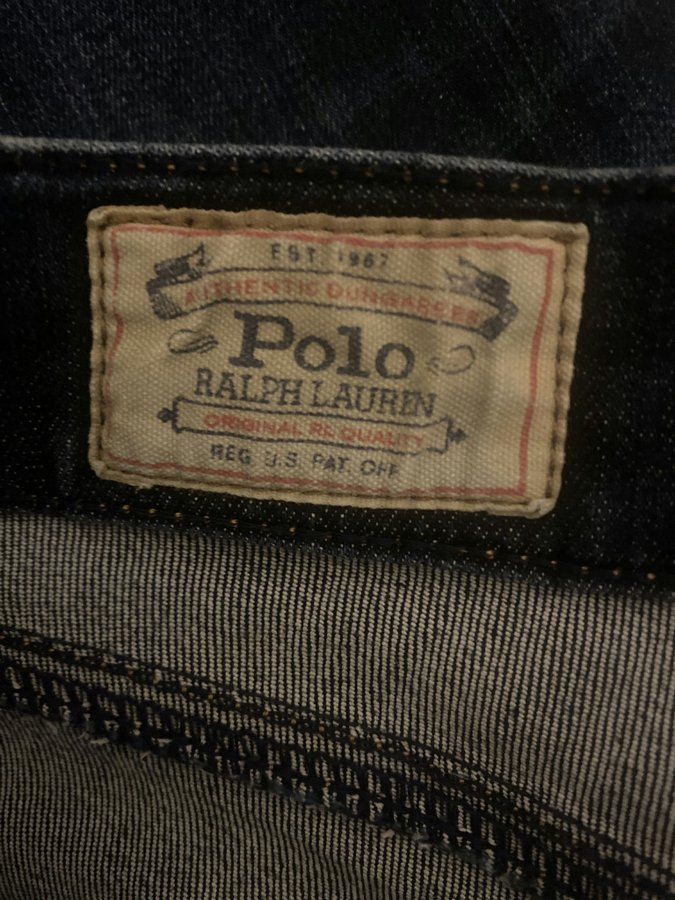 EST. 1967
AUTHENTIC DUNGAREES
Polo
RALPH LAUREN
ORIGINAL RL QUALITY
REG. U.S. PAT. OFF